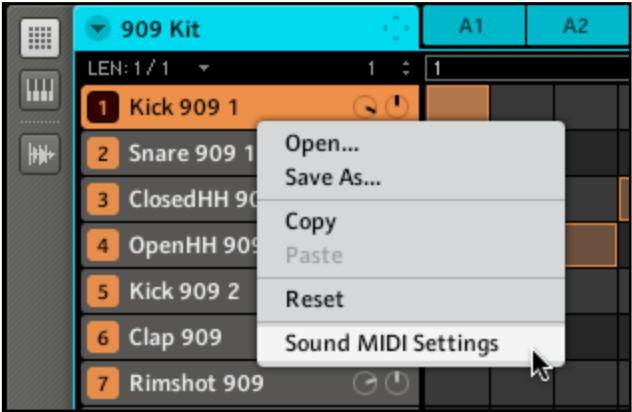 909 Kit
A1 A2
LEN: 1 / 1 1 1
1 Kick 909 1
2 Snare 909 1
3 ClosedHH 90
4 OpenHH 909
5 Kick 909 2
6 Clap 909
7 Rimshot 909
Open...
Save As...
Copy
Paste
Reset
Sound MIDI Settings